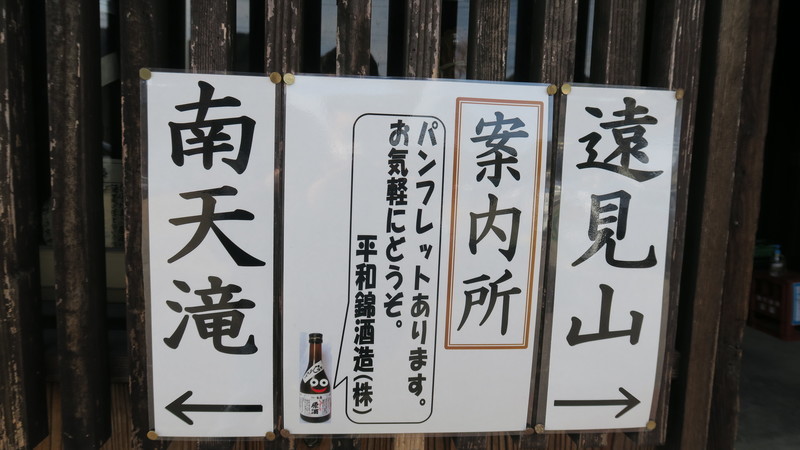 遠見山
→
案内所
パンフレットあります。
お気軽にどうぞ。
平和錦酒造(株)
南天滝
←